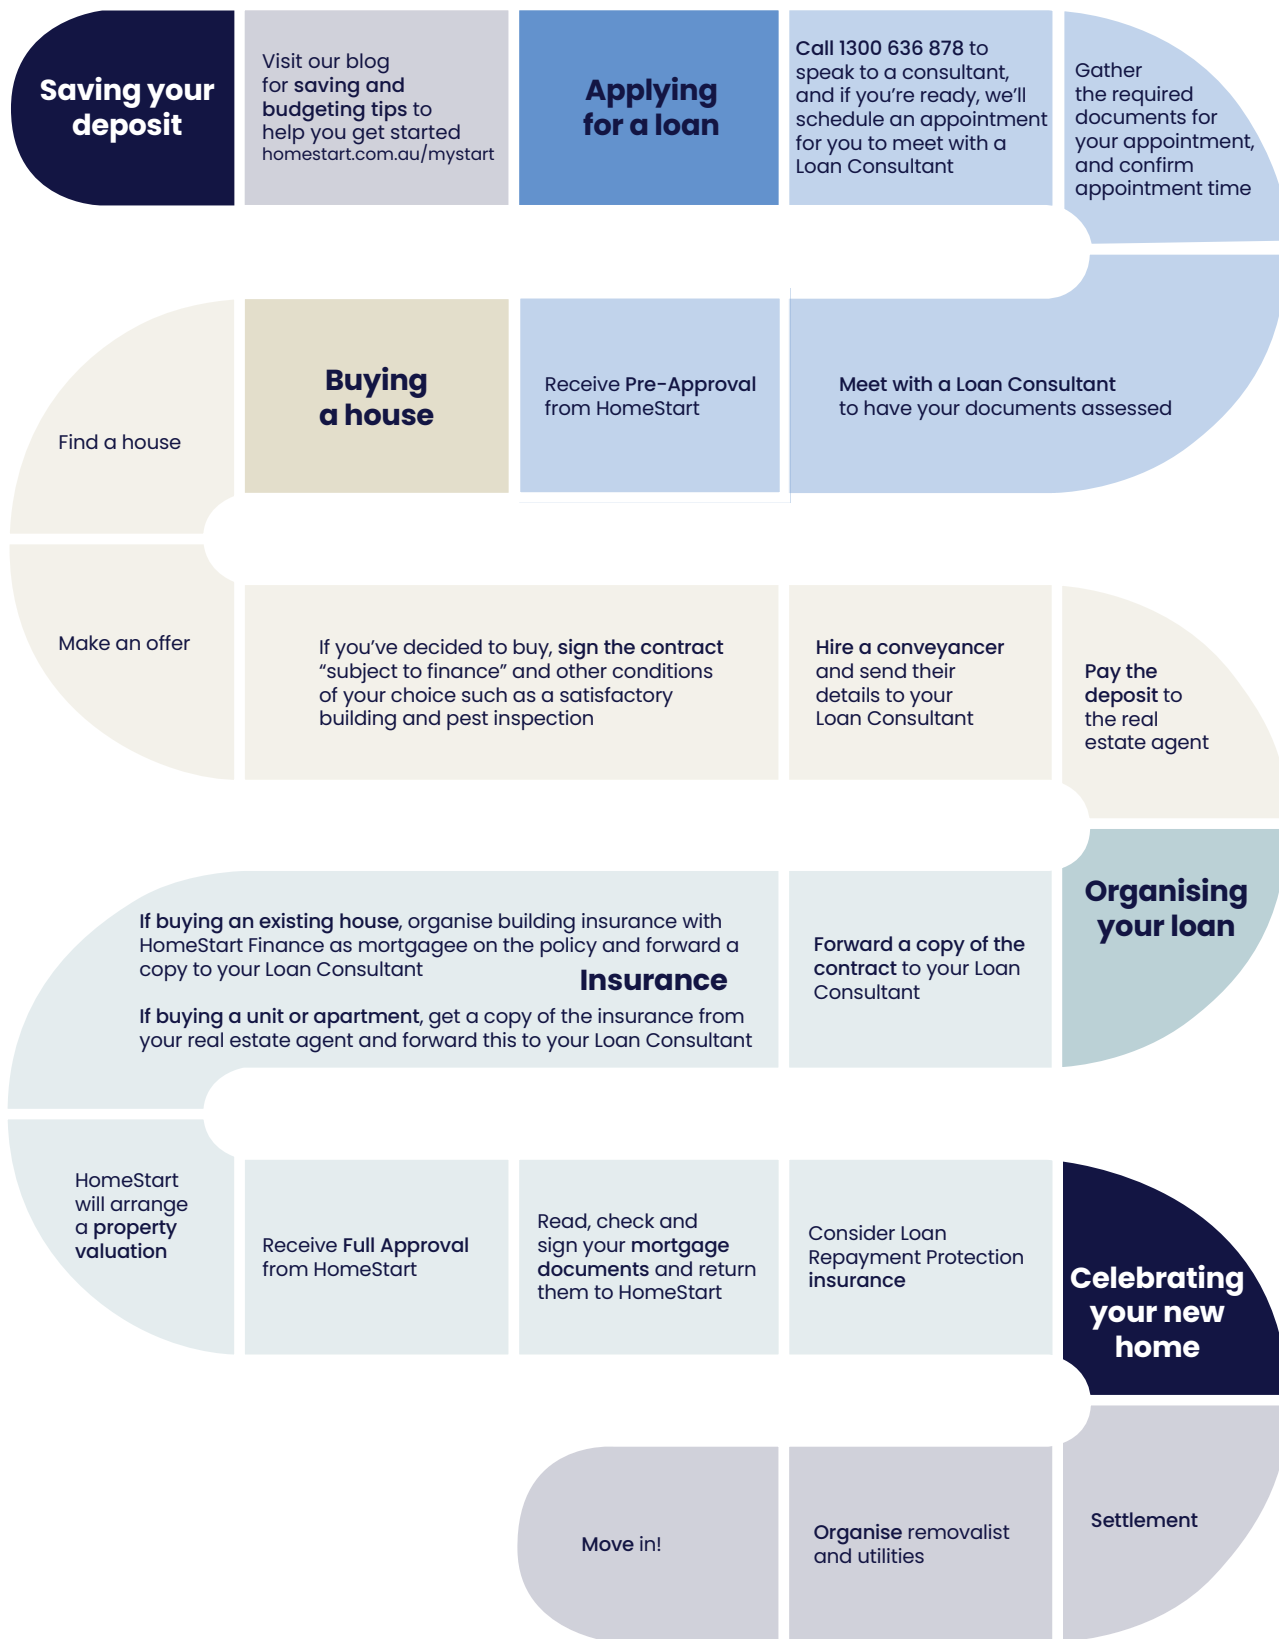 Saving your
deposit
Visit our blog
for saving and
budgeting tips to
help you get started
homestart.com.au/mystart
Applying
for a loan
Call 1300 636 878 to
speak to a consultant,
and if you’re ready, we’ll
schedule an appointment
for you to meet with a
Loan Consultant
Gather
the required
documents for
your appointment,
and confirm
appointment time
Meet with a Loan Consultant
to have your documents assessed
Receive Pre-Approval
from HomeStart
Buying
a house
Find a house
Make an offer
If you’ve decided to buy, sign the contract
“subject to finance” and other conditions
of your choice such as a satisfactory
building and pest inspection
Hire a conveyancer
and send their
details to your
Loan Consultant
Pay the
deposit to
the real
estate agent
Organising
your loan
Forward a copy of the
contract to your Loan
Consultant
If buying an existing house, organise building insurance with
HomeStart Finance as mortgagee on the policy and forward a
copy to your Loan Consultant
Insurance
If buying a unit or apartment, get a copy of the insurance from
your real estate agent and forward this to your Loan Consultant
HomeStart
will arrange
a property
valuation
Receive Full Approval
from HomeStart
Read, check and
sign your mortgage
documents and return
them to HomeStart
Consider Loan
Repayment Protection
insurance
Celebrating
your new
home
Settlement
Organise removalist
and utilities
Move in!